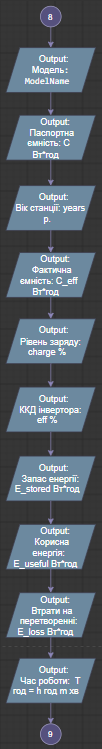 8
Output:
Модель:
ModelName
Output:
Паспортна
ємність: C
Вт*год
Output:
Вік станції: years
р.
Output:
Фактична
ємність: C_eff
Вт*год
Output:
Рівень заряду:
charge %
Output:
ККД інвертора:
eff %
Output:
Запас енергії:
E_stored Вт*год
Output:
Корисна
енергія:
E_useful Вт*год
Output:
Втрати на
перетворенні:
E_loss Вт*год
Output:
Час роботи: T
год = h год m хв
9